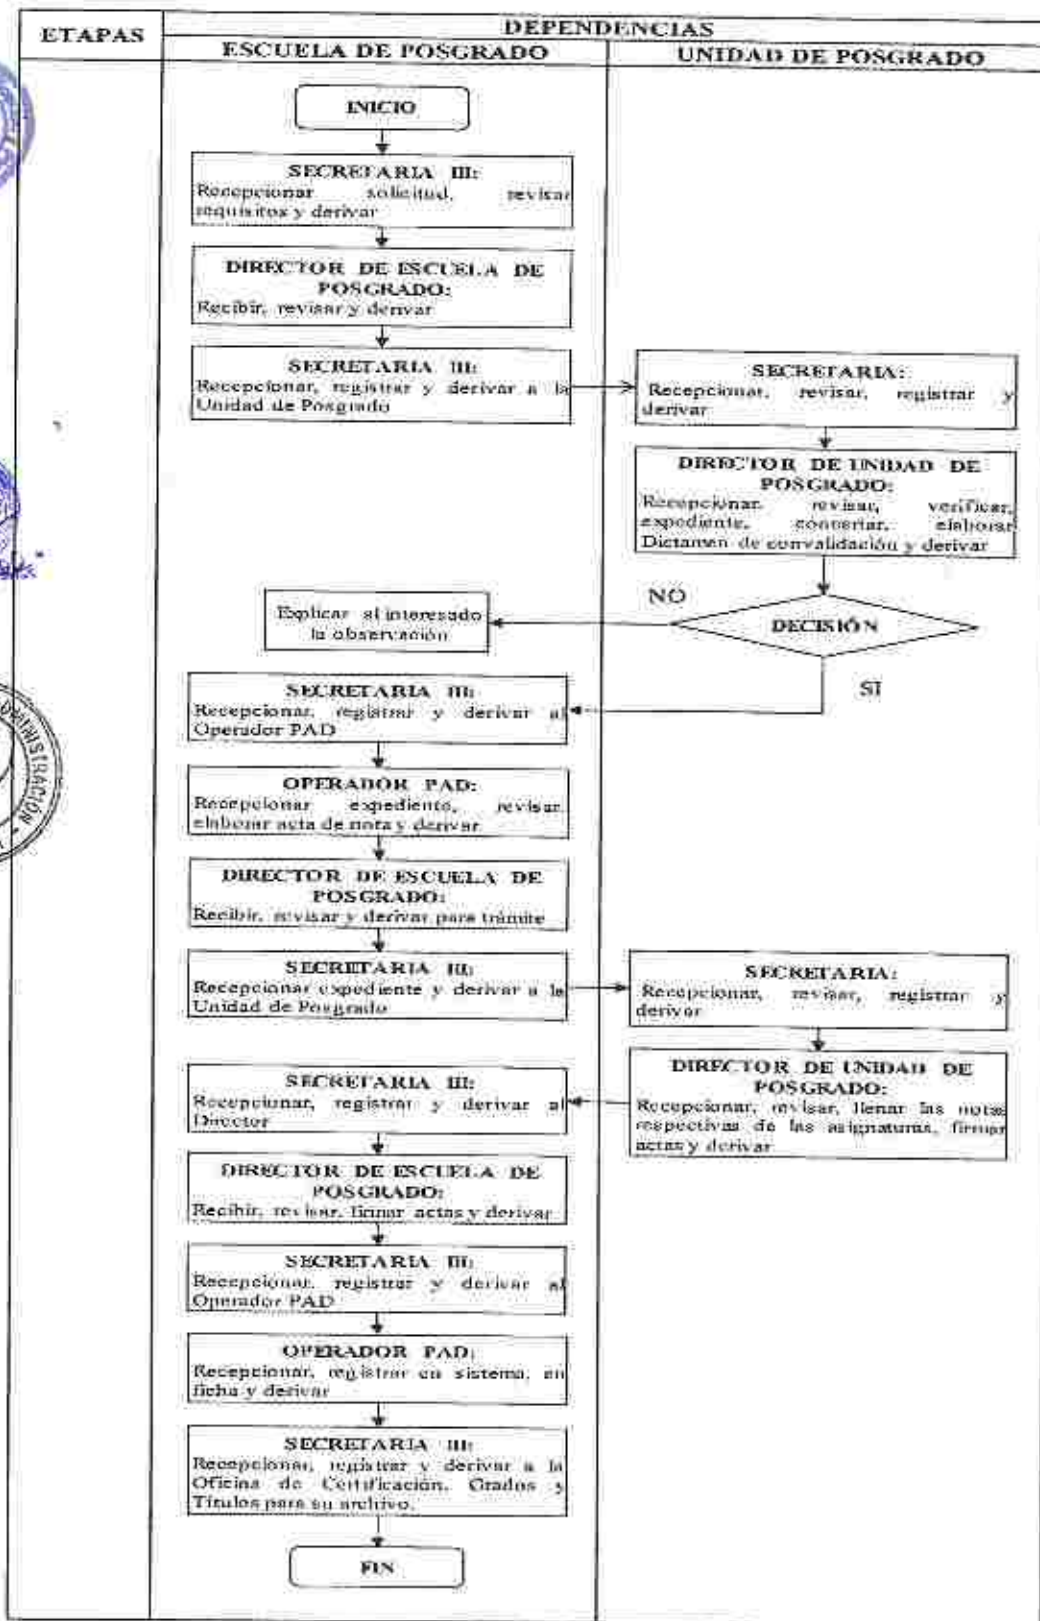 ETAPAS
DEPENDENCIAS
ESCUELA DE POSGRADO
UNIDAD DE POSGRADO
INICIO
SECRETARIA III:
Recepcionar solicitud, revisar
requisitos y derivar
DIRECTOR DE ESCUELA DE
POSGRADO:
Recibir, revisar y derivar
SECRETARIA III:
Recepcionar, registrar y derivar a la
Unidad de Posgrado
SECRETARIA:
Recepcionar, revisar, registrar y
derivar
DIRECTOR DE UNIDAD DE
POSGRADO:
Recepcionar, revisar, verificar,
expediente, concertar, elaborar
Dictamen de convalidación y derivar
DECISIÓN
NO
Explicar al interesado
la observación
SI
SECRETARIA III:
Recepcionar, registrar y derivar al
Operador PAD
OPERADOR PAD:
Recepcionar expediente, revisar,
elaborar acta de nota y derivar
DIRECTOR DE ESCUELA DE
POSGRADO:
Recibir, revisar y derivar para trámite
SECRETARIA III:
Recepcionar expediente y derivar a la
Unidad de Posgrado
SECRETARIA:
Recepcionar, revisar, registrar y
derivar
DIRECTOR DE UNIDAD DE
POSGRADO:
Recepcionar, revisar, llenar las notas
respectivas de las asignaturas, firmar
actas y derivar
SECRETARIA III:
Recepcionar, registrar y derivar al
Director
DIRECTOR DE ESCUELA DE
POSGRADO:
Recibir, revisar, firmar actas y derivar
SECRETARIA III:
Recepcionar, registrar y derivar al
Operador PAD
OPERADOR PAD:
Recepcionar, registrar en sistema, en
ficha y derivar
SECRETARIA III:
Recepcionar, registrar y derivar a la
Oficina de Certificación, Grados y
Títulos para su archivo.
FIN